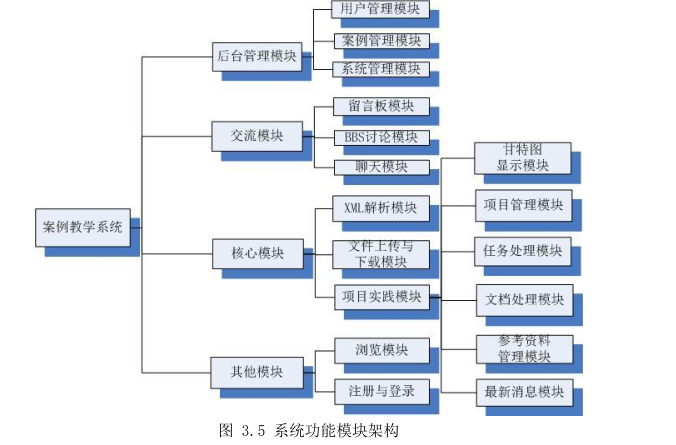 案例教学系统
后台管理模块
用户管理模块
案例管理模块
系统管理模块
交流模块
留言板模块
BBS讨论模块
聊天模块
核心模块
XML解析模块
文件上传与
下载模块
项目实践模块
甘特图
显示模块
项目管理模块
任务处理模块
文档处理模块
参考资料
管理模块
最新消息模块
其他模块
浏览模块
注册与登录
图 3.5 系统功能模块架构